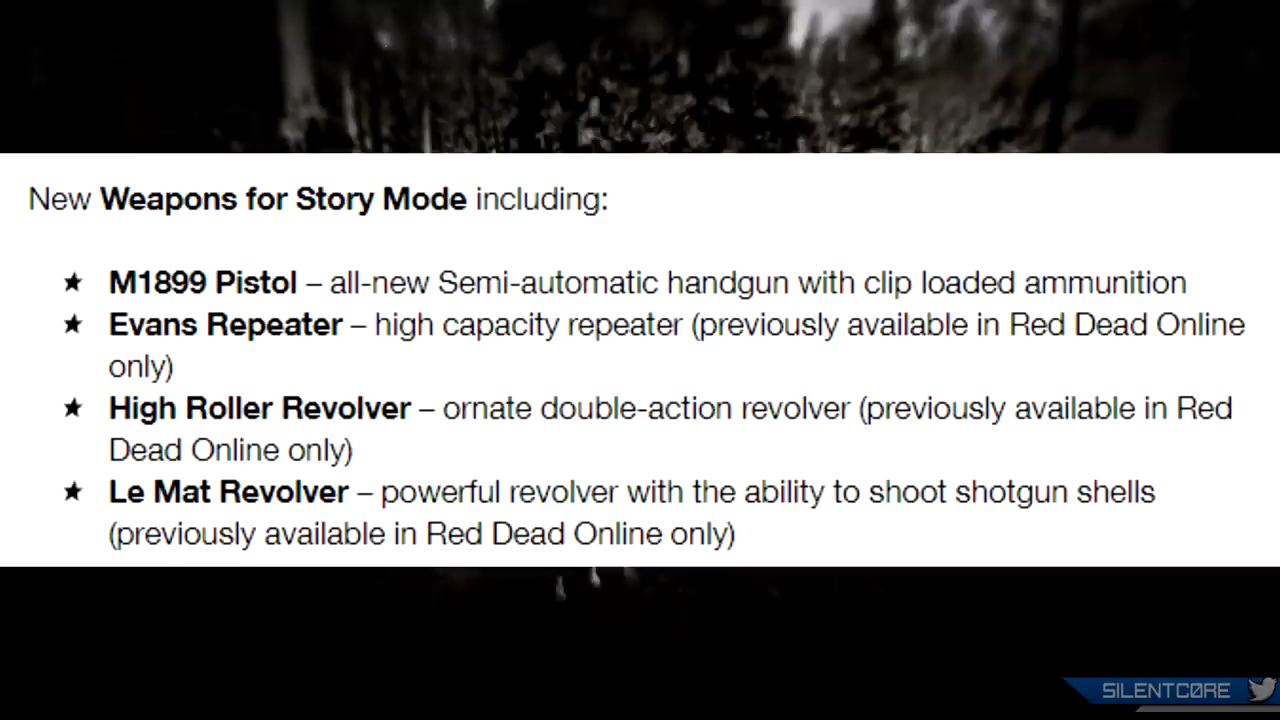 New Weapons for Story Mode including:
★ M1899 Pistol – all-new Semi-automatic handgun with clip loaded ammunition
★ Evans Repeater – high capacity repeater (previously available in Red Dead Online
only)
★ High Roller Revolver – ornate double-action revolver (previously available in Red
Dead Online only)
★ Le Mat Revolver – powerful revolver with the ability to shoot shotgun shells
(previously available in Red Dead Online only)
SILENTCØRE